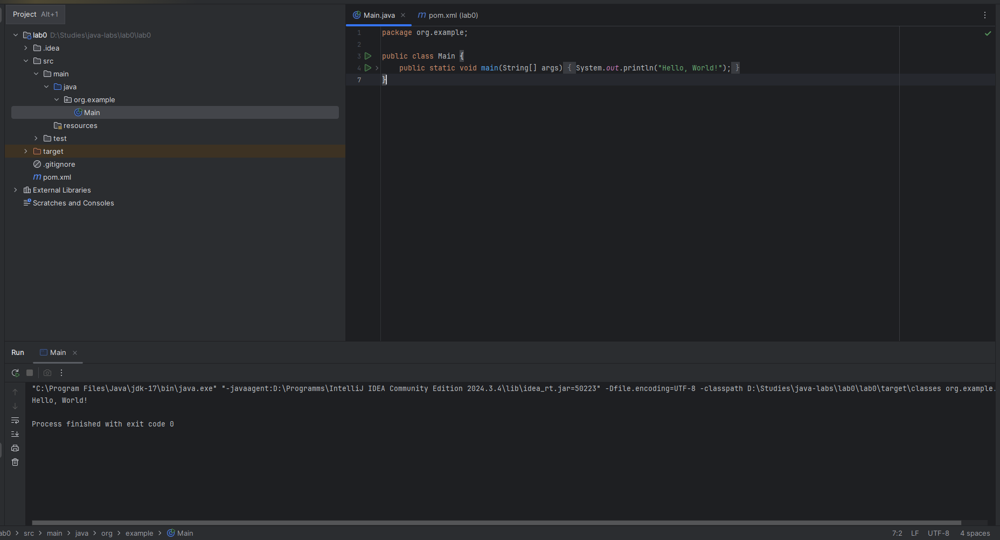 Project Alt+1
lab0 D:\Studies\java-labs\lab0\lab0
.idea
src
main
java
org.example
Main
resources
test
target
.gitignore
m pom.xml
External Libraries
Scratches and Consoles
Main.java
m pom.xml (lab0)
1 package org.example;
2
3 public class Main {
4 public static void main(String[] args) { System.out.println("Hello, World!"); }
7 }
Run Main
"C:\Program Files\Java\jdk-17\bin\java.exe" "-javaagent:D:\Programms\IntelliJ IDEA Community Edition 2024.3.4\lib\idea_rt.jar=50223" -Dfile.encoding=UTF-8 -classpath D:\Studies\java-labs\lab0\lab0\target\classes org.example.
Hello, World!
Process finished with exit code 0
ab0 > src > main > java > org > example > Main
7:2 LF UTF-8 4 spaces